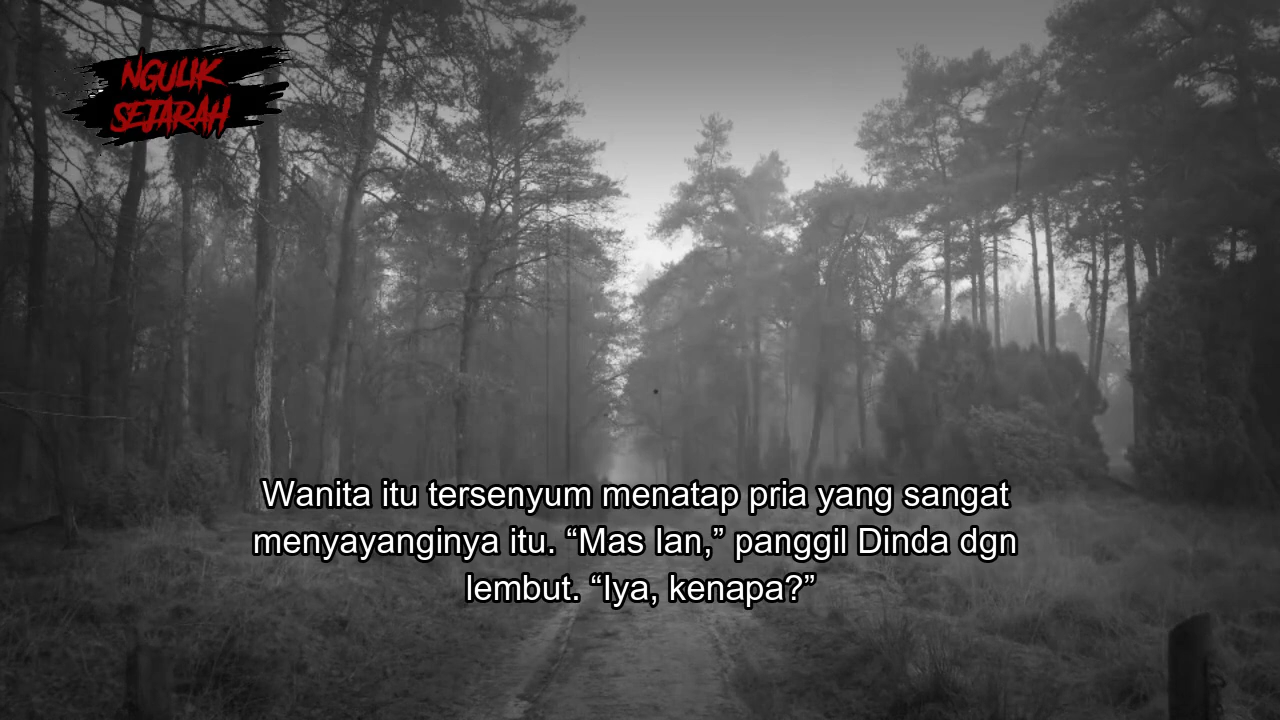 NGULIK
SEJARAH
Wanita itu tersenyum menatap pria yang sangat
menyayanginya itu. “Mas Ian,” panggil Dinda dgn
lembut. “Iya, kenapa?”